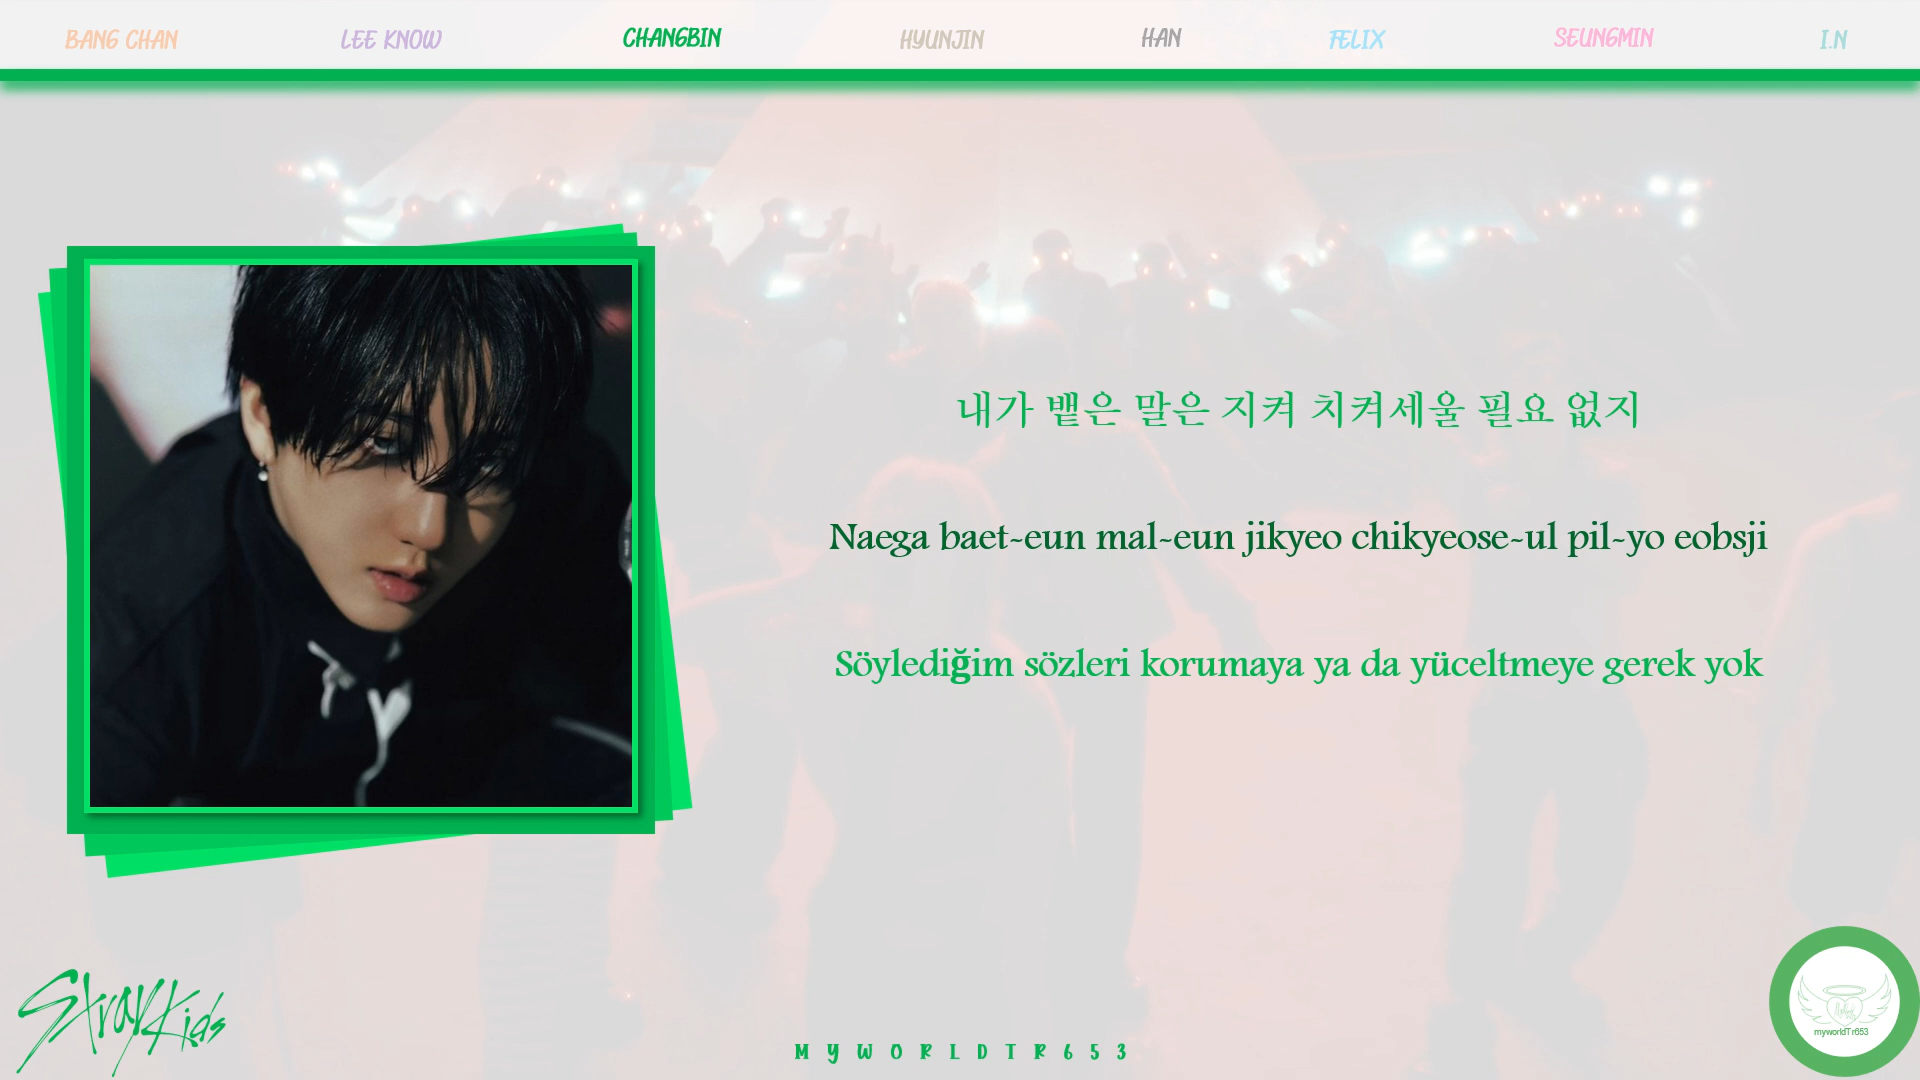 BANG CHAN LEE KNOW CHANGBIN HYUNJIN HAN FELIX SEUNGMIN I.N
내가 뱉은 말은 지켜 치켜세울 필요 없지
Naega baet-eun mal-eun jikyeo chikyeose-ul pil-yo eobsji
Söylediğim sözleri korumaya ya da yüceltmeye gerek yok
Stray Kids
MYWORLDTR653
myworldTr653